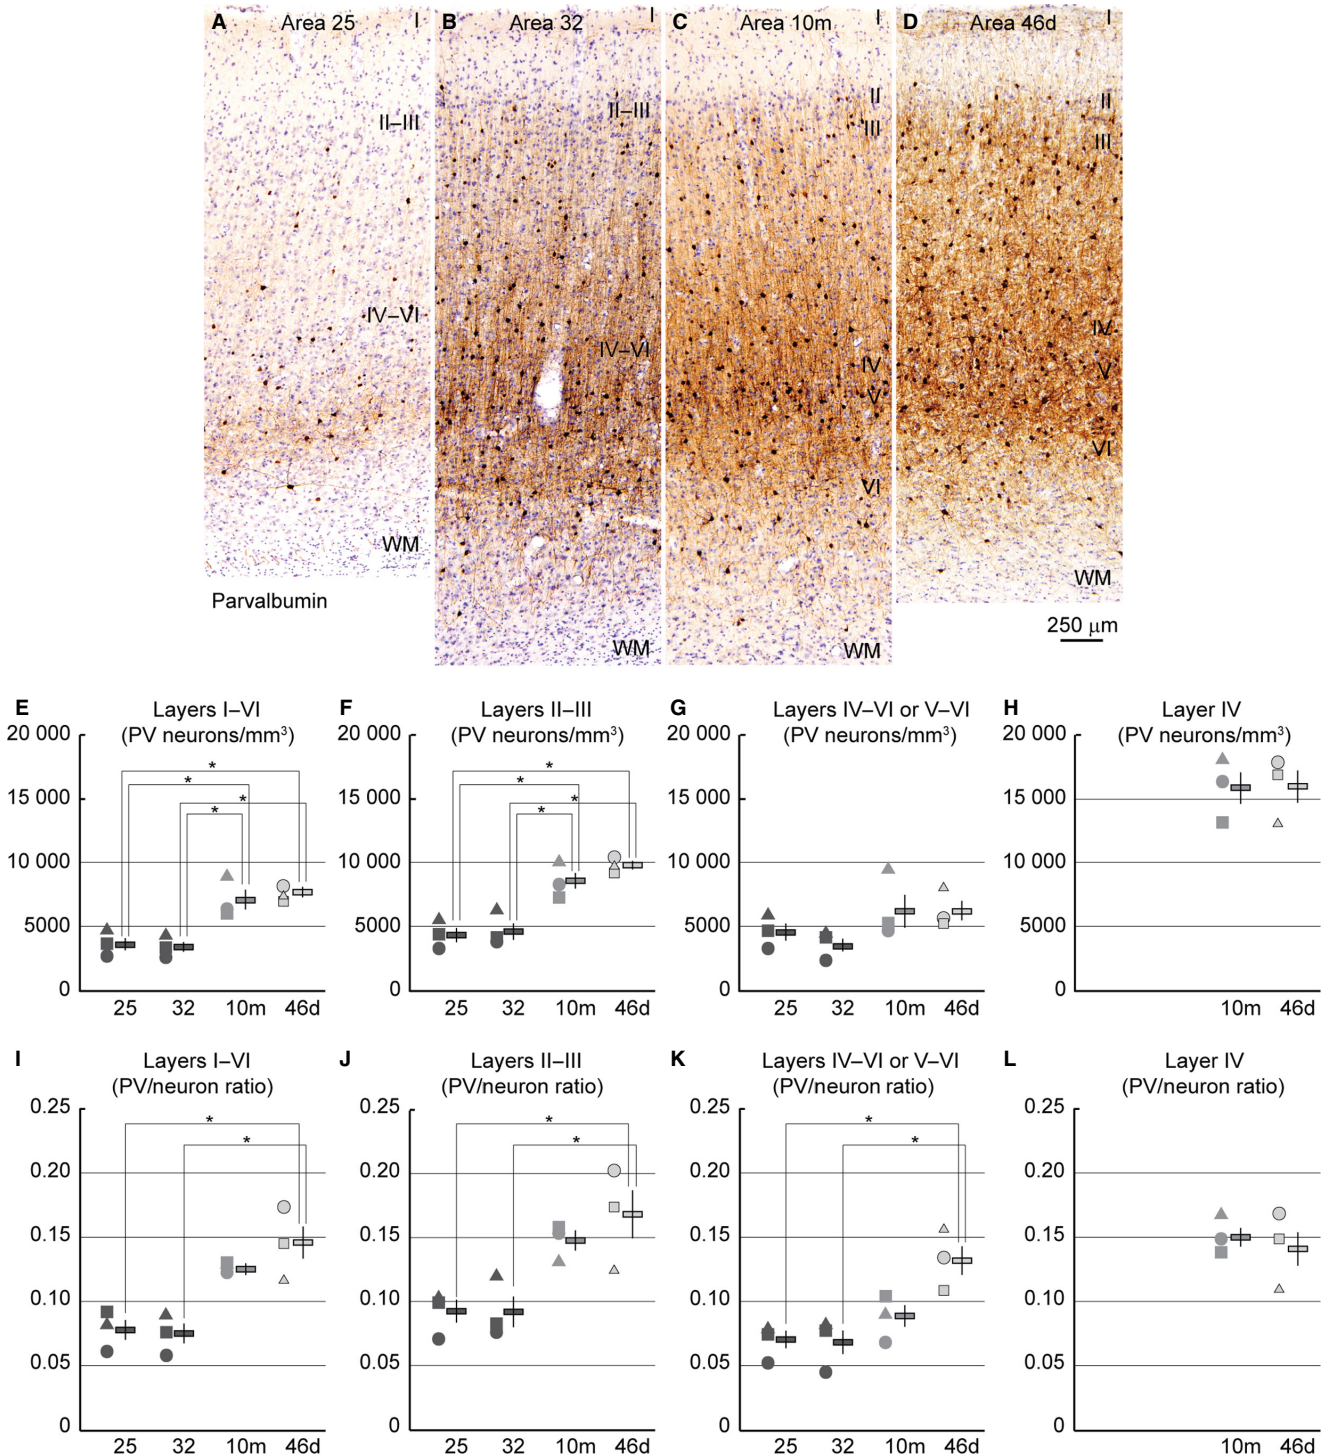 A Area 25 I
B Area 32 I
C Area 10m I
D Area 46d I
II–III
IV–VI
WM
II–III
IV–VI
WM
II
III
IV
V
VI
WM
II
III
IV
V
VI
WM
Parvalbumin
250 µm
E Layers I–VI
(PV neurons/mm³)
20 000
15 000
10 000
5000
0
* * * *
25 32 10m 46d
F Layers II–III
(PV neurons/mm³)
20 000
15 000
10 000
5000
0
* * * *
25 32 10m 46d
G Layers IV–VI or V–VI
(PV neurons/mm³)
20 000
15 000
10 000
5000
0
25 32 10m 46d
H Layer IV
(PV neurons/mm³)
20 000
15 000
10 000
5000
0
10m 46d
I Layers I–VI
(PV/neuron ratio)
0.25
0.20
0.15
0.10
0.05
0
* *
25 32 10m 46d
J Layers II–III
(PV/neuron ratio)
0.25
0.20
0.15
0.10
0.05
0
* *
25 32 10m 46d
K Layers IV–VI or V–VI
(PV/neuron ratio)
0.25
0.20
0.15
0.10
0.05
0
* *
25 32 10m 46d
L Layer IV
(PV/neuron ratio)
0.25
0.20
0.15
0.10
0.05
0
10m 46d